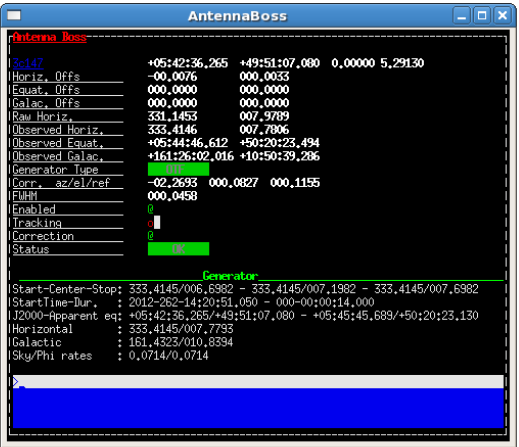 AntennaBoss
Antenna Boss
3c147 +05:42:36.265 +49:51:07.080 0.00000 5.29130
Horiz. Offs -00.0076 000.0033
Equat. Offs 000.0000 000.0000
Galac. Offs 000.0000 000.0000
Raw Horiz. 331.1453 007.9789
Observed Horiz. 333.4146 007.7806
Observed Equat. +05:44:46.612 +50:20:23.494
Observed Galac. +161:26:02.016 +10:50:39.286
Generator Type
Corr. az/el/ref -02.2693 000.0827 000.1155
FWHM 000.0458
Enabled @
Tracking o
Correction @
Status OK
Generator
Start-Center-Stop: 333.4145/006.6982 - 333.4145/007.1982 - 333.4145/007.6982
StartTime-Dur. : 2012-262-14:20:51.050 - 000-00:00:14.000
J2000-Apparent eq: +05:42:36.265/+49:51:07.080 - +05:45:45.689/+50:20:23.130
Horizontal : 333.4145/007.7793
Galactic : 161.4323/010.8394
Sky/Phi rates : 0.0714/0.0714
>